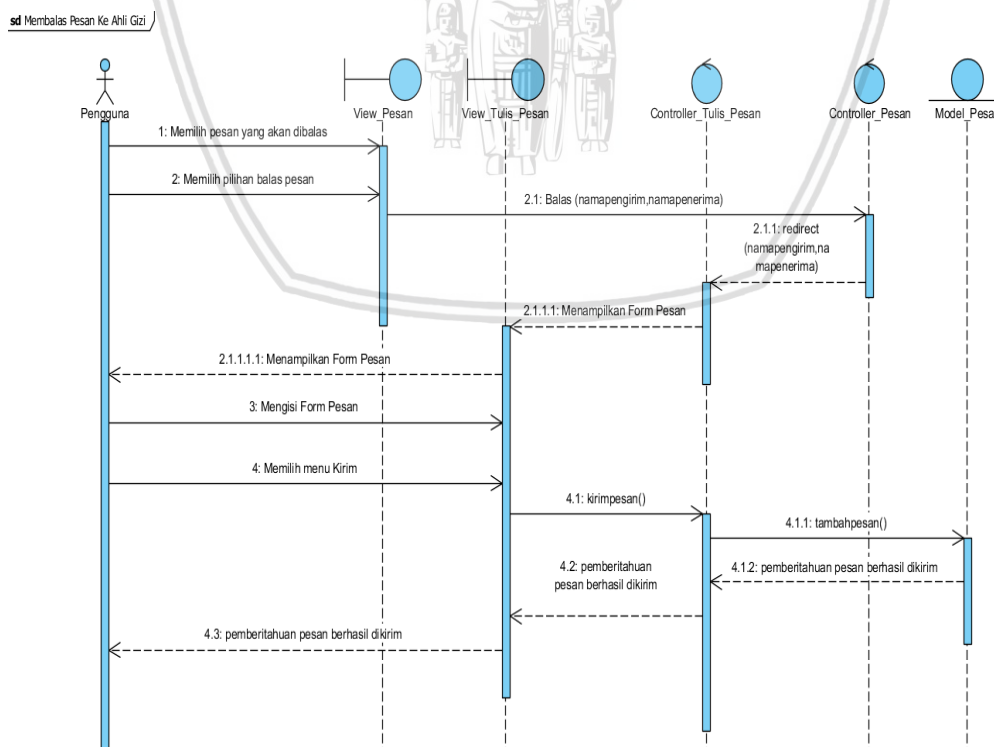 sd Membalas Pesan Ke Ahli Gizi
Pengguna
View_Pesan
View_Tulis_Pesan
Controller_Tulis_Pesan
Controller_Pesan
Model_Pesa
1: Memilih pesan yang akan dibalas
2: Memilih pilihan balas pesan
2.1: Balas (namapengirim,namapenerima)
2.1.1: redirect
(namapengirim,na
mapenerima)
2.1.1.1: Menampilkan Form Pesan
2.1.1.1.1: Menampilkan Form Pesan
3: Mengisi Form Pesan
4: Memilih menu Kirim
4.1: kirimpesan()
4.1.1: tambahpesan()
4.1.2: pemberitahuan pesan berhasil dikirim
4.2: pemberitahuan
pesan berhasil dikirim
4.3: pemberitahuan pesan berhasil dikirim